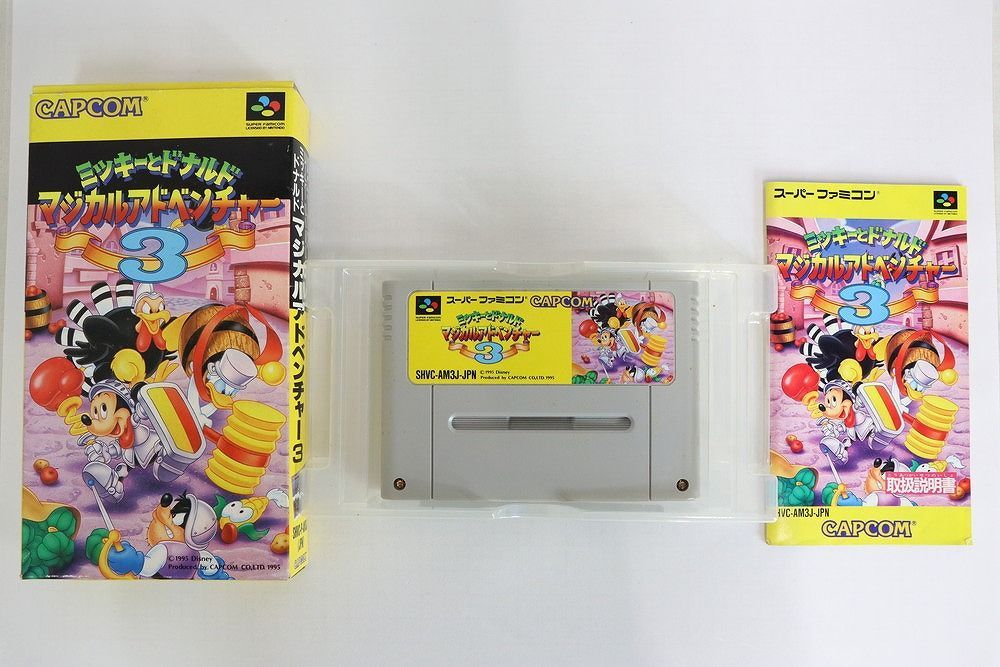 CAPCOM®
SUPER FAMICOM
LICENSED BY NINTENDO
ミッキーとドナルド
マジカルアドベンチャー
3
©1995 Disney
Produced by CAPCOM CO.,LTD. 1995
ドナルド マジカルアドベンチャー3
JPN
スーパーファミコン® CAPCOM
ミッキーとドナルド
マジカルアドベンチャー
3
SHVC-AM3J-JPN
©1995 Disney
Produced by CAPCOM CO.,LTD.1995
スーパーファミコン®
ミッキーとドナルド
マジカルアドベンチャー
3
取扱説明書
SHVC-AM3J-JPN
CAPCOM®